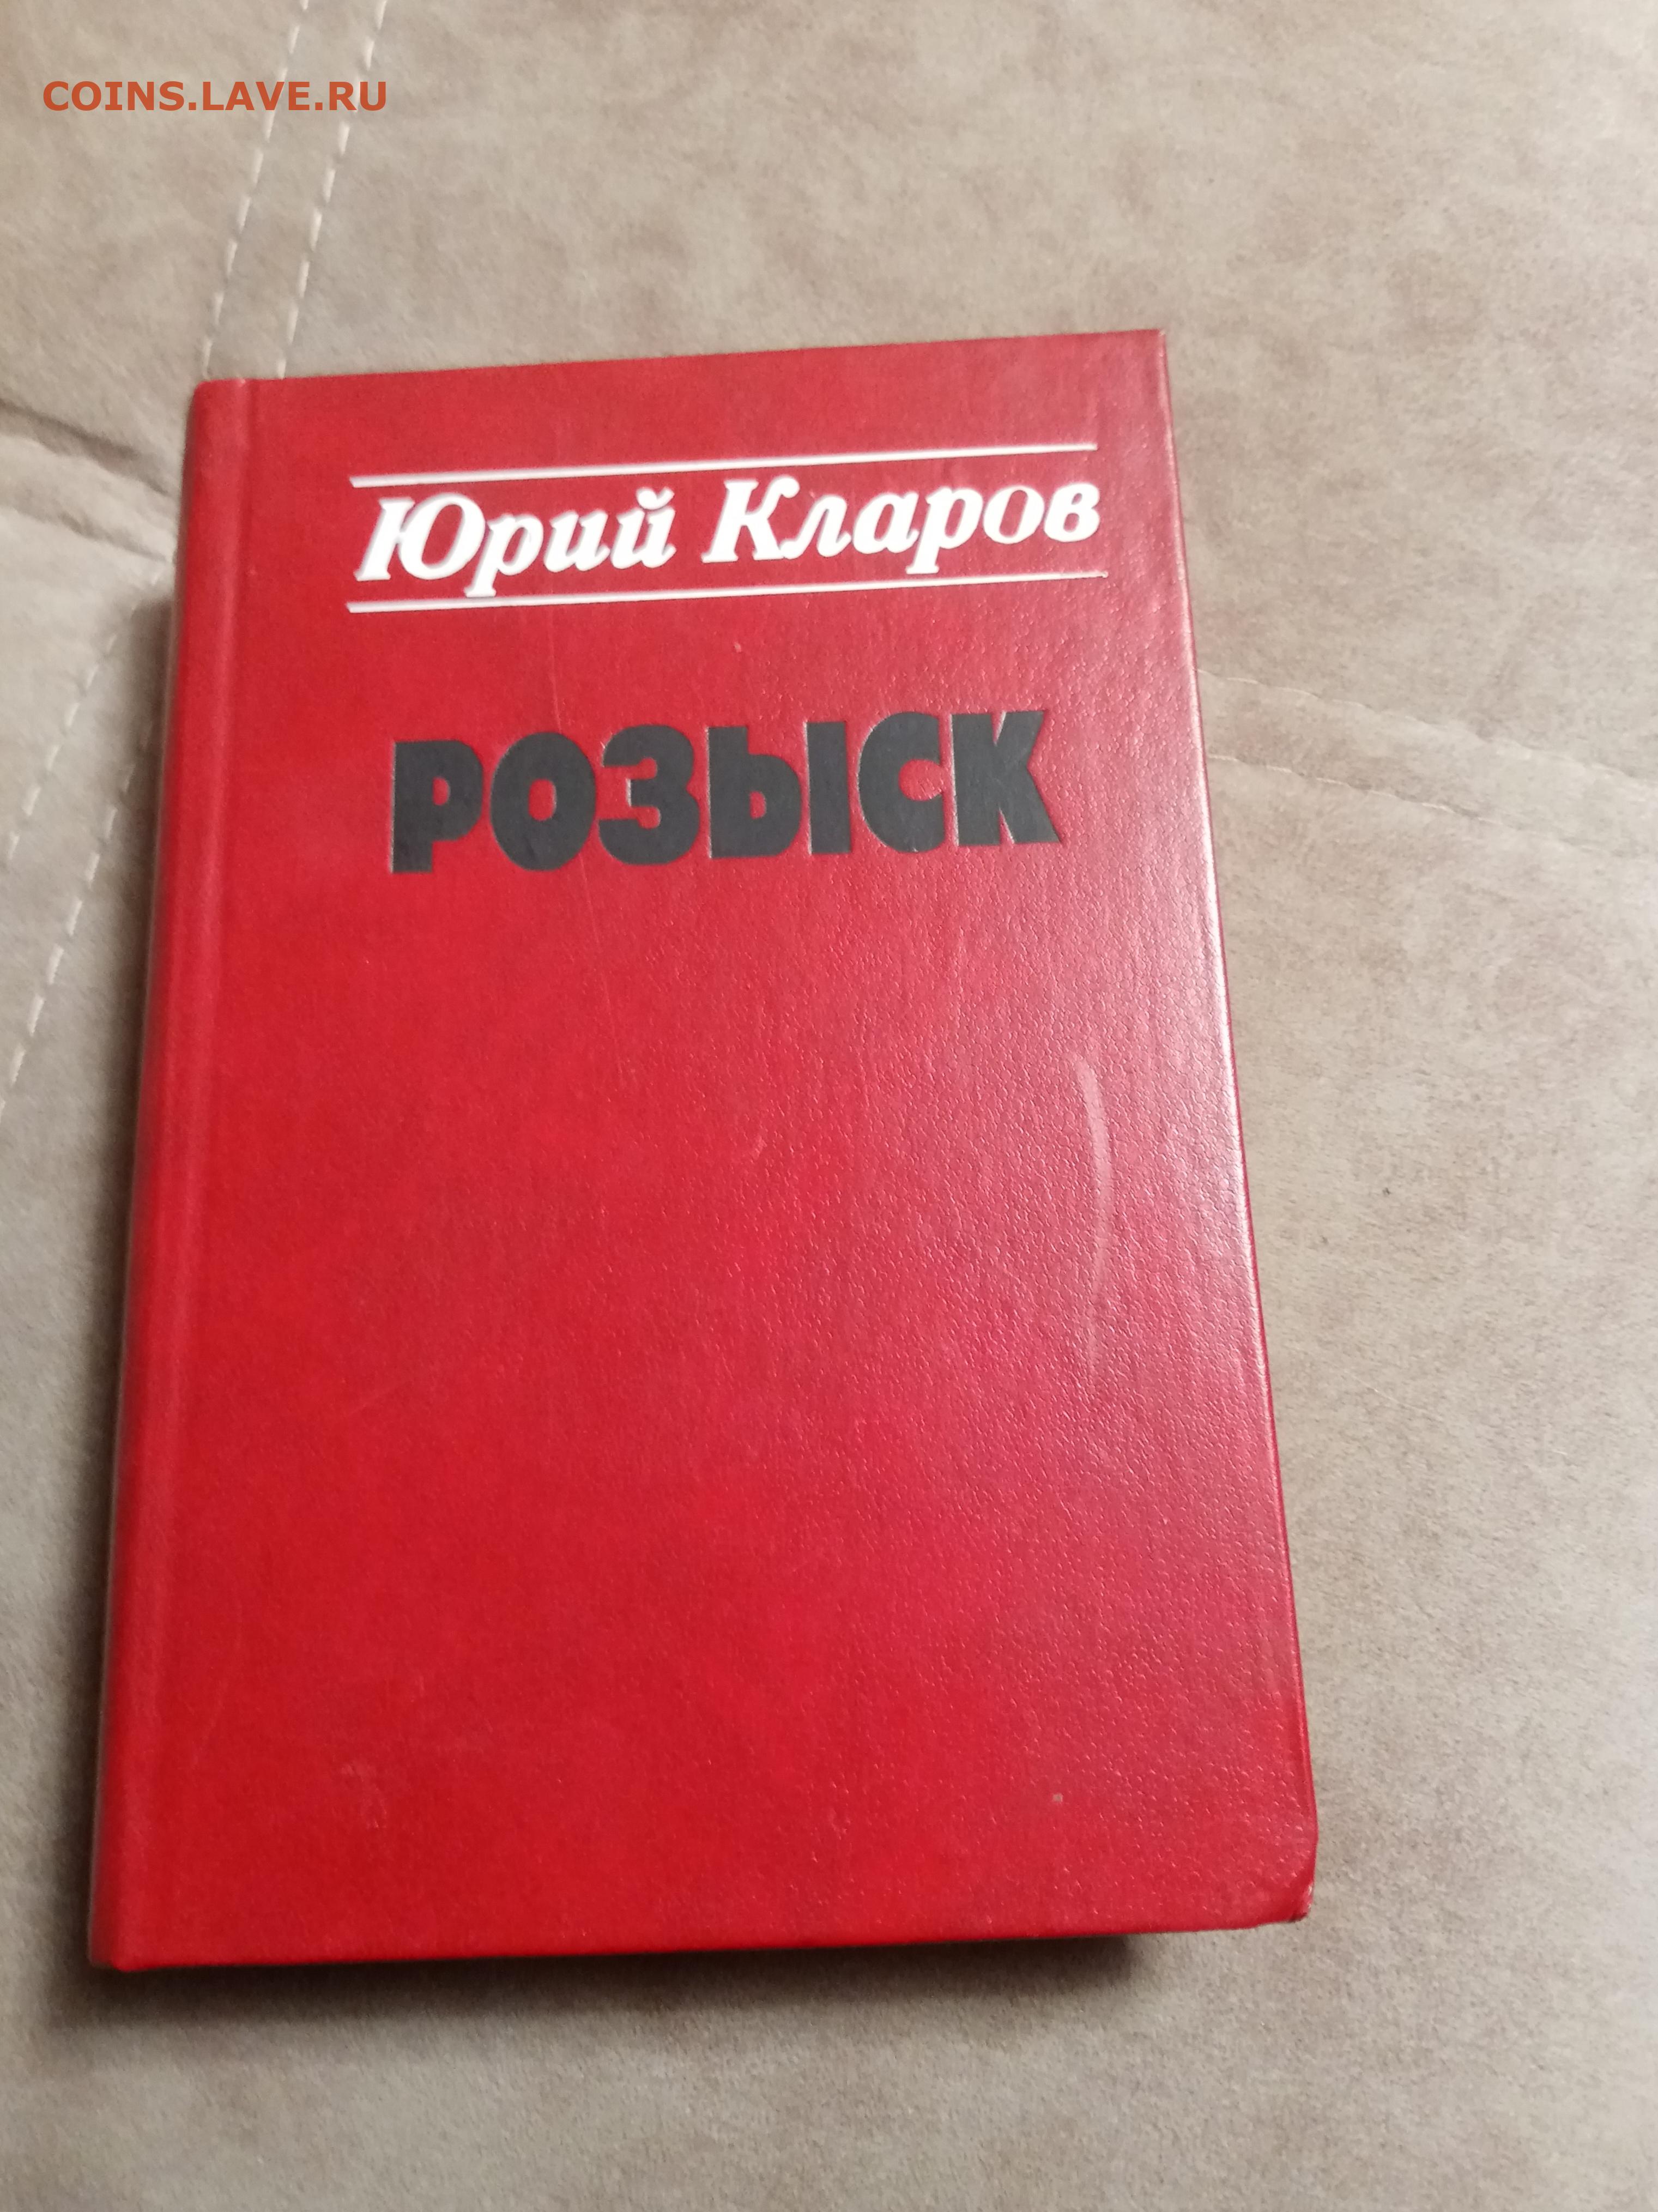 COINS.LAVE.RU
Юрий Кларов
РОЗЫСК